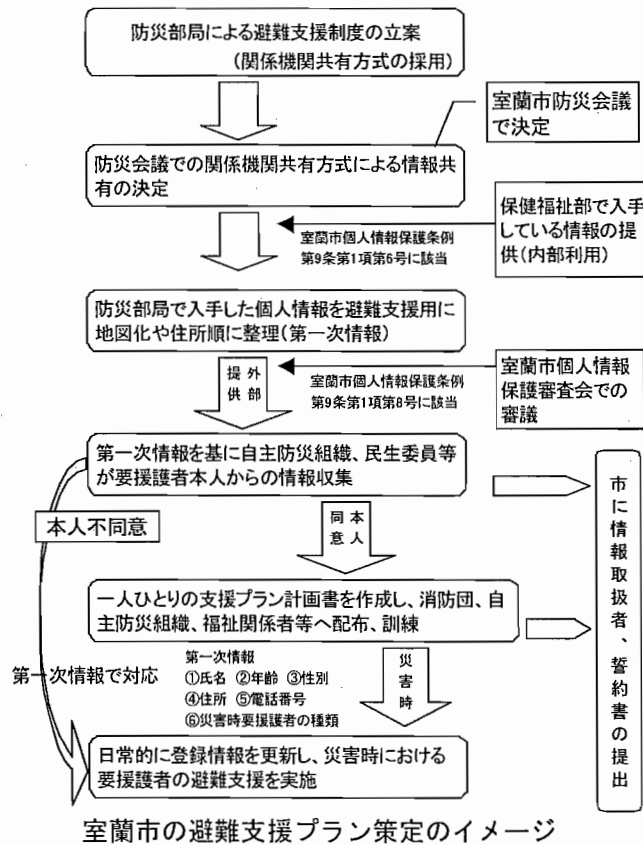 防災部局による避難支援制度の立案
(関係機関共有方式の採用)
室蘭市防災会議
で決定
防災会議での関係機関共有方式による情報共
有の決定
保健福祉部で入手
している情報の提
供(内部利用)
室蘭市個人情報保護条例
第9条第1項第6号に該当
防災部局で入手した個人情報を避難支援用に
地図化や住所順に整理(第一次情報)
外部
提供
室蘭市個人情報保護条例
第9条第1項第8号に該当
室蘭市個人情報
保護審査会での
審議
第一次情報を基に自主防災組織、民生委員等
が要援護者本人からの情報収集
本人不同意
本人
同意
市に情報取扱者、誓約書の提出
一人ひとりの支援プラン計画書を作成し、消防団、自
主防災組織、福祉関係者等へ配布、訓練
第一次情報で対応
第一次情報
①氏名 ②年齢 ③性別
④住所 ⑤電話番号
⑥災害時要援護者の種類
災害時
日常的に登録情報を更新し、災害時における
要援護者の避難支援を実施
室蘭市の避難支援プラン策定のイメージ